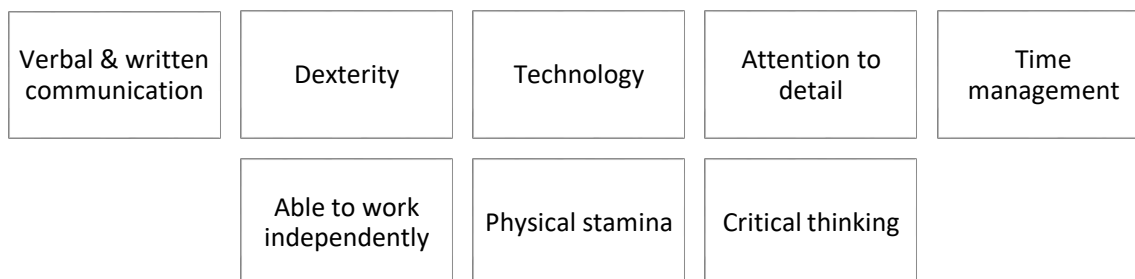 Verbal & written
communication
Dexterity
Technology
Attention to
detail
Time
management
Able to work
independently
Physical stamina
Critical thinking